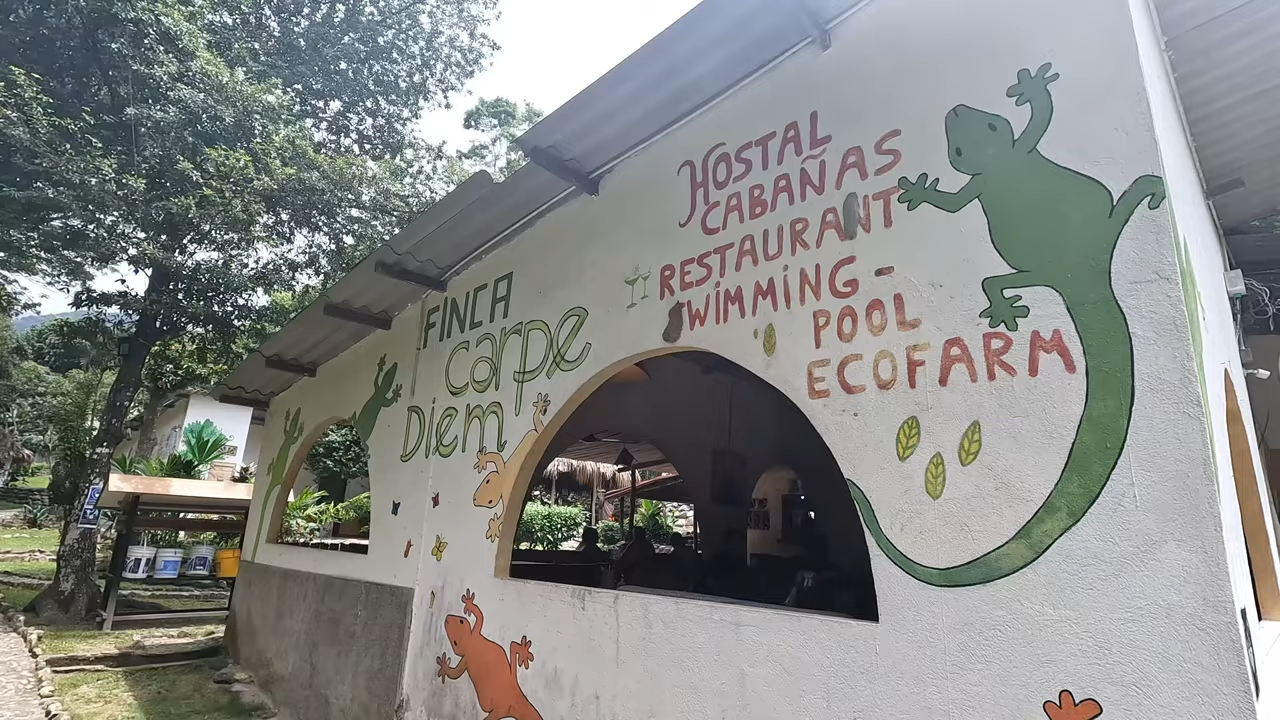 FINCA
carpe
Diem
HOSTAL
CABAÑAS
RESTAURANT
SWIMMING-
POOL
ECOFARM